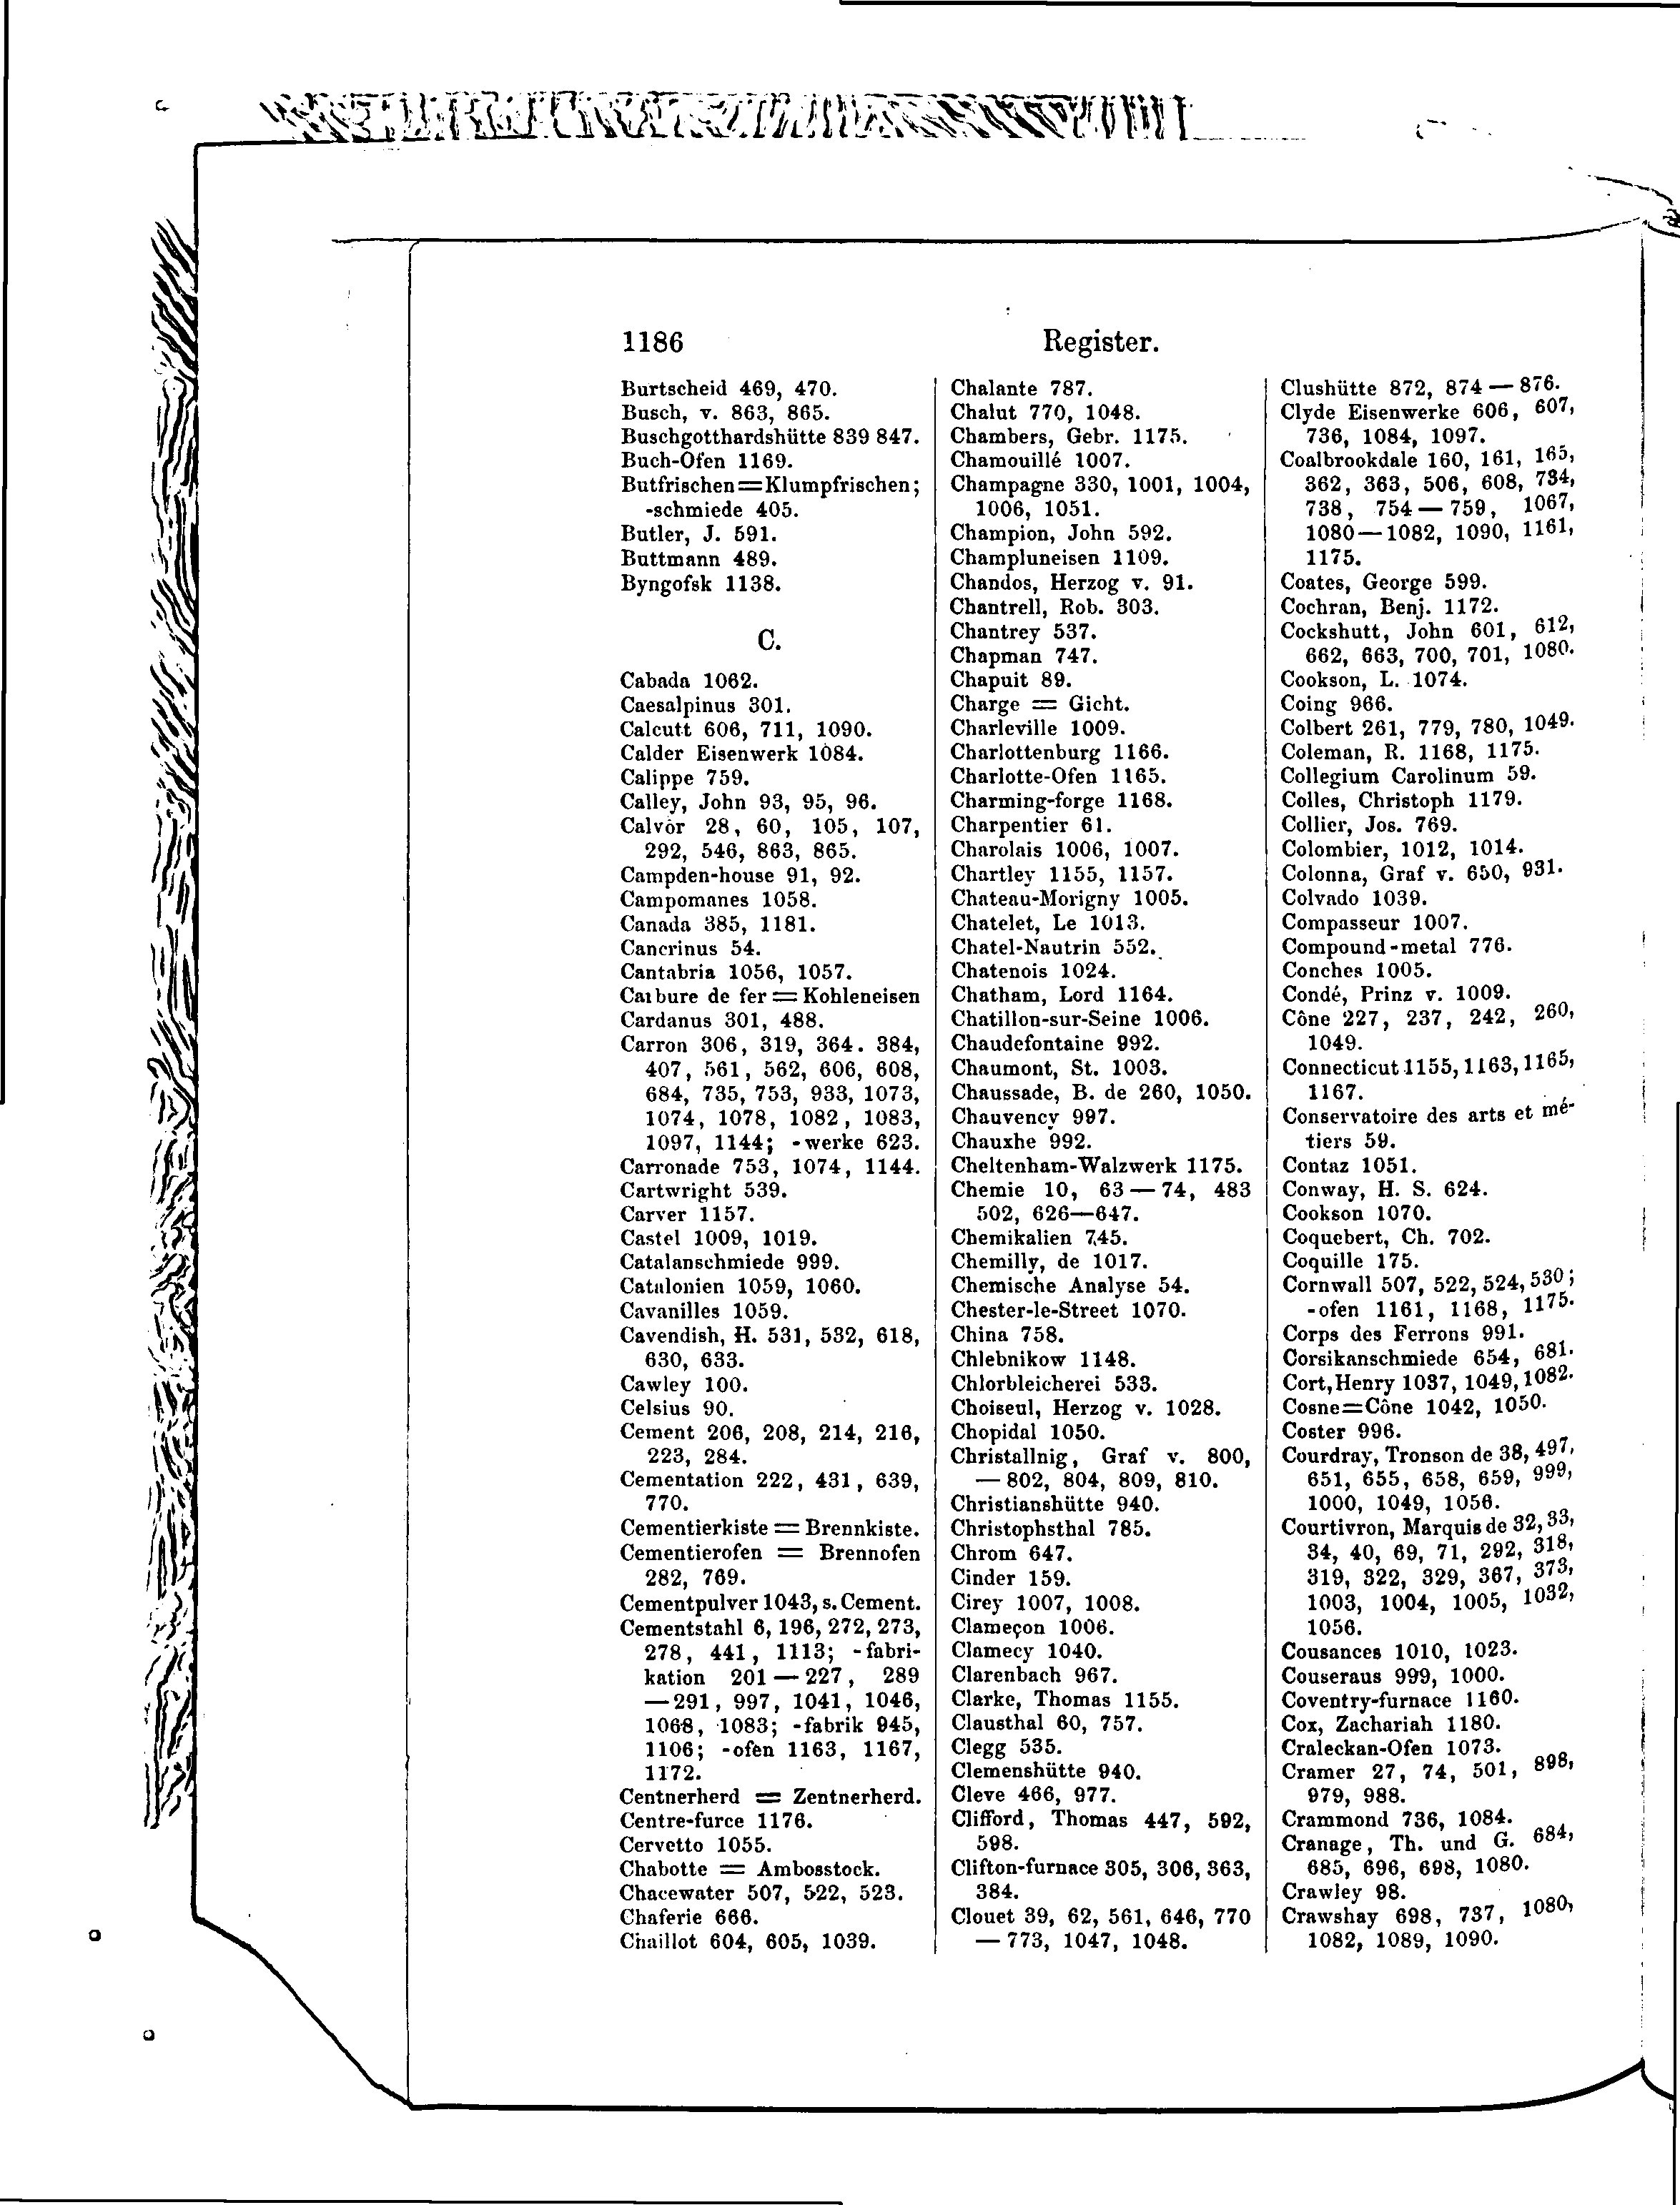 1186
Register.
Burtscheid 469, 470.
Busch, v. 863, 865.
Buschgotthardshütte 839 847.
Buch-Ofen 1169.
Butfrischen=Klumpfrischen;
-schmiede 405.
Butler, J. 591.
Buttmann 489.
Byngofsk 1138.
C.
Cabada 1062.
Caesalpinus 301.
Calcutt 606, 711, 1090.
Calder Eisenwerk 1084.
Calippe 759.
Calley, John 93, 95, 96.
Calvör 28, 60, 105, 107,
292, 546, 863, 865.
Campden-house 91, 92.
Campomanes 1058.
Canada 385, 1181.
Cancrinus 54.
Cantabria 1056, 1057.
Carbure de fer = Kohleneisen
Cardanus 301, 488.
Carron 306, 319, 364. 384,
407, 561, 562, 606, 608,
684, 735, 753, 933, 1073,
1074, 1078, 1082, 1083,
1097, 1144; -werke 623.
Carronade 753, 1074, 1144.
Cartwright 539.
Carver 1157.
Castel 1009, 1019.
Catalanschmiede 999.
Catalonien 1059, 1060.
Cavanilles 1059.
Cavendish, H. 531, 532, 618,
630, 633.
Cawley 100.
Celsius 90.
Cement 206, 208, 214, 216,
223, 284.
Cementation 222, 431, 639,
770.
Cementierkiste = Brennkiste.
Cementierofen = Brennofen
282, 769.
Cementpulver 1043, s. Cement.
Cementstahl 6, 196, 272, 273,
278, 441, 1113; -fabri-
kation 201 — 227, 289
— 291, 997, 1041, 1046,
1068, 1083; -fabrik 945,
1106; -ofen 1163, 1167,
1172.
Centnerherd = Zentnerherd.
Centre-furce 1176.
Cervetto 1055.
Chabotte = Ambosstock.
Chacewater 507, 522, 523.
Chaferie 666.
Chaillot 604, 605, 1039.
Chalante 787.
Chalut 770, 1048.
Chambers, Gebr. 1175.
Chamouillé 1007.
Champagne 330, 1001, 1004,
1006, 1051.
Champion, John 592.
Champluneisen 1109.
Chandos, Herzog v. 91.
Chantrell, Rob. 303.
Chantrey 537.
Chapman 747.
Chapuit 89.
Charge = Gicht.
Charleville 1009.
Charlottenburg 1166.
Charlotte-Ofen 1165.
Charming-forge 1168.
Charpentier 61.
Charolais 1006, 1007.
Chartley 1155, 1157.
Chateau-Morigny 1005.
Chatelet, Le 1013.
Chatel-Nautrin 552.
Chatenois 1024.
Chatham, Lord 1164.
Chatillon-sur-Seine 1006.
Chaudefontaine 992.
Chaumont, St. 1003.
Chaussade, B. de 260, 1050.
Chauvency 997.
Chauxhe 992.
Cheltenham-Walzwerk 1175.
Chemie 10, 63 — 74, 483
502, 626—647.
Chemikalien 745.
Chemilly, de 1017.
Chemische Analyse 54.
Chester-le-Street 1070.
China 758.
Chlebnikow 1148.
Chlorbleicherei 533.
Choiseul, Herzog v. 1028.
Chopidal 1050.
Christallnig, Graf v. 800,
— 802, 804, 809, 810.
Christianshütte 940.
Christophsthal 785.
Chrom 647.
Cinder 159.
Cirey 1007, 1008.
Clameçon 1006.
Clamecy 1040.
Clarenbach 967.
Clarke, Thomas 1155.
Clausthal 60, 757.
Clegg 535.
Clemenshütte 940.
Cleve 466, 977.
Clifford, Thomas 447, 592,
598.
Clifton-furnace 305, 306, 363,
384.
Clouet 39, 62, 561, 646, 770
— 773, 1047, 1048.
Clushütte 872, 874 — 876.
Clyde Eisenwerke 606, 607,
736, 1084, 1097.
Coalbrookdale 160, 161, 165,
362, 363, 506, 608, 734,
738, 754 — 759, 1067,
1080—1082, 1090, 1161,
1175.
Coates, George 599.
Cochran, Benj. 1172.
Cockshutt, John 601, 612,
662, 663, 700, 701, 1080.
Cookson, L. 1074.
Coing 966.
Colbert 261, 779, 780, 1049.
Coleman, R. 1168, 1175.
Collegium Carolinum 59.
Colles, Christoph 1179.
Collier, Jos. 769.
Colombier, 1012, 1014.
Colonna, Graf v. 650, 931.
Colvado 1039.
Compasseur 1007.
Compound-metal 776.
Conches 1005.
Condé, Prinz v. 1009.
Cône 227, 237, 242, 260,
1049.
Connecticut 1155, 1163, 1165,
1167.
Conservatoire des arts et mé-
tiers 59.
Contaz 1051.
Conway, H. S. 624.
Cookson 1070.
Coquebert, Ch. 702.
Coquille 175.
Cornwall 507, 522, 524, 530;
-ofen 1161, 1168, 1175.
Corps des Ferrons 991.
Corsikanschmiede 654, 681.
Cort, Henry 1037, 1049, 1082.
Cosne=Cône 1042, 1050.
Coster 996.
Courdray, Tronson de 38, 497,
651, 655, 658, 659, 999,
1000, 1049, 1056.
Courtivron, Marquis de 32, 33,
34, 40, 69, 71, 292, 318,
319, 322, 329, 367, 373,
1003, 1004, 1005, 1032,
1056.
Cousances 1010, 1023.
Couseraus 999, 1000.
Coventry-furnace 1160.
Cox, Zachariah 1180.
Craleckan-Ofen 1073.
Cramer 27, 74, 501, 898,
979, 988.
Crammond 736, 1084.
Cranage, Th. und G. 684,
685, 696, 698, 1080.
Crawley 98.
Crawshay 698, 737, 1080,
1082, 1089, 1090.